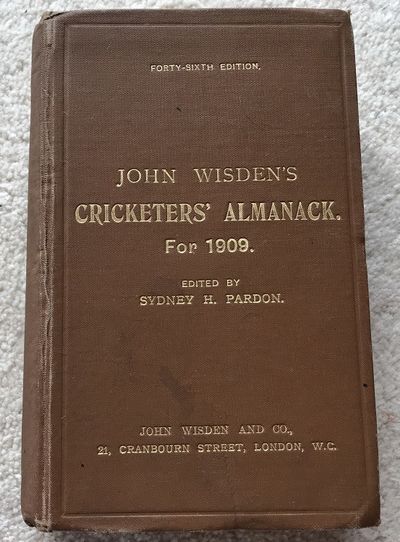 FORTY-SIXTH EDITION.
JOHN WISDEN'S
CRICKETERS' ALMANACK.
For 1909.
EDITED BY
SYDNEY H. PARDON.
JOHN WISDEN AND CO.,
21, CRANBOURN STREET, LONDON, W.C.